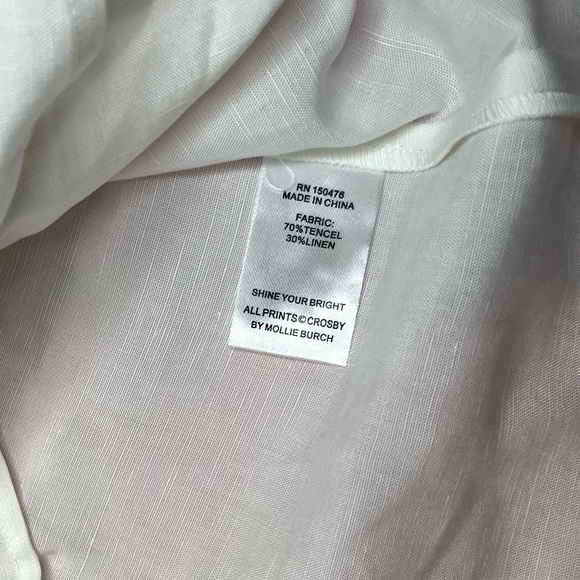 RN 150476
MADE IN CHINA
FABRIC:
70%TENCEL
30%LINEN
SHINE YOUR BRIGHT
ALL PRINTS©CROSBY
BY MOLLIE BURCH